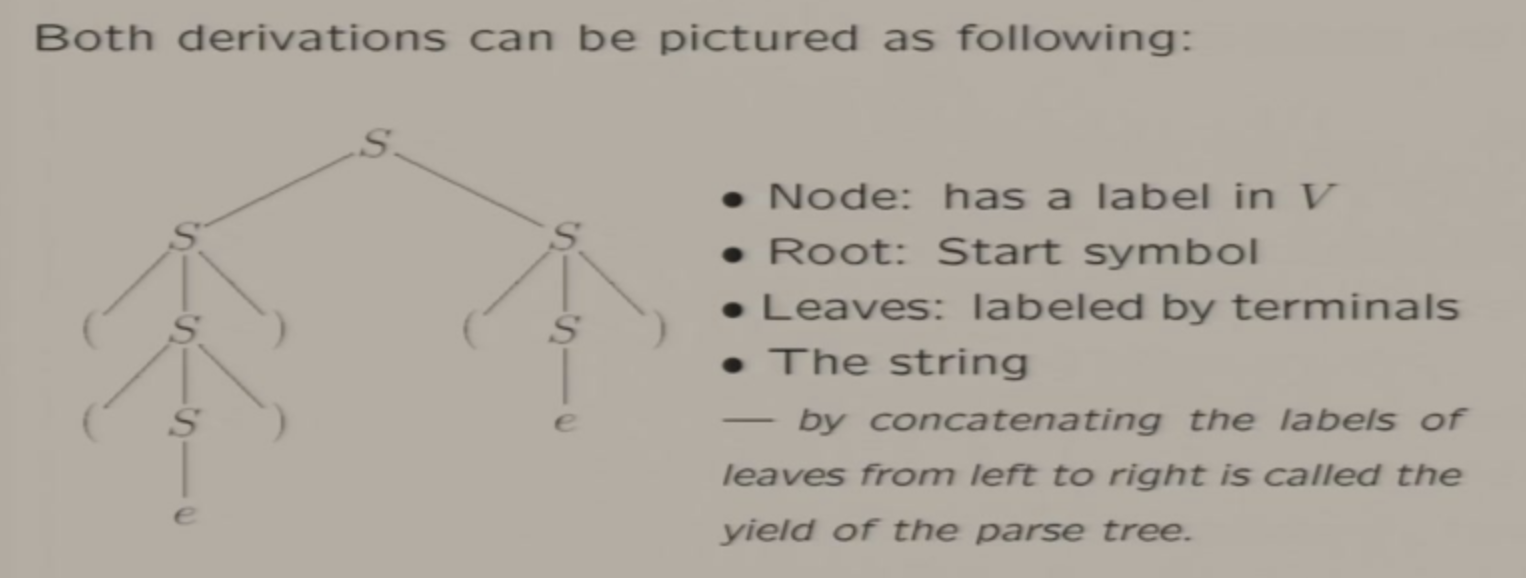 Both derivations can be pictured as following:
S
S S
( S ) ( S )
( S ) e
e
• Node: has a label in V
• Root: Start symbol
• Leaves: labeled by terminals
• The string
— by concatenating the labels of
leaves from left to right is called the
yield of the parse tree.